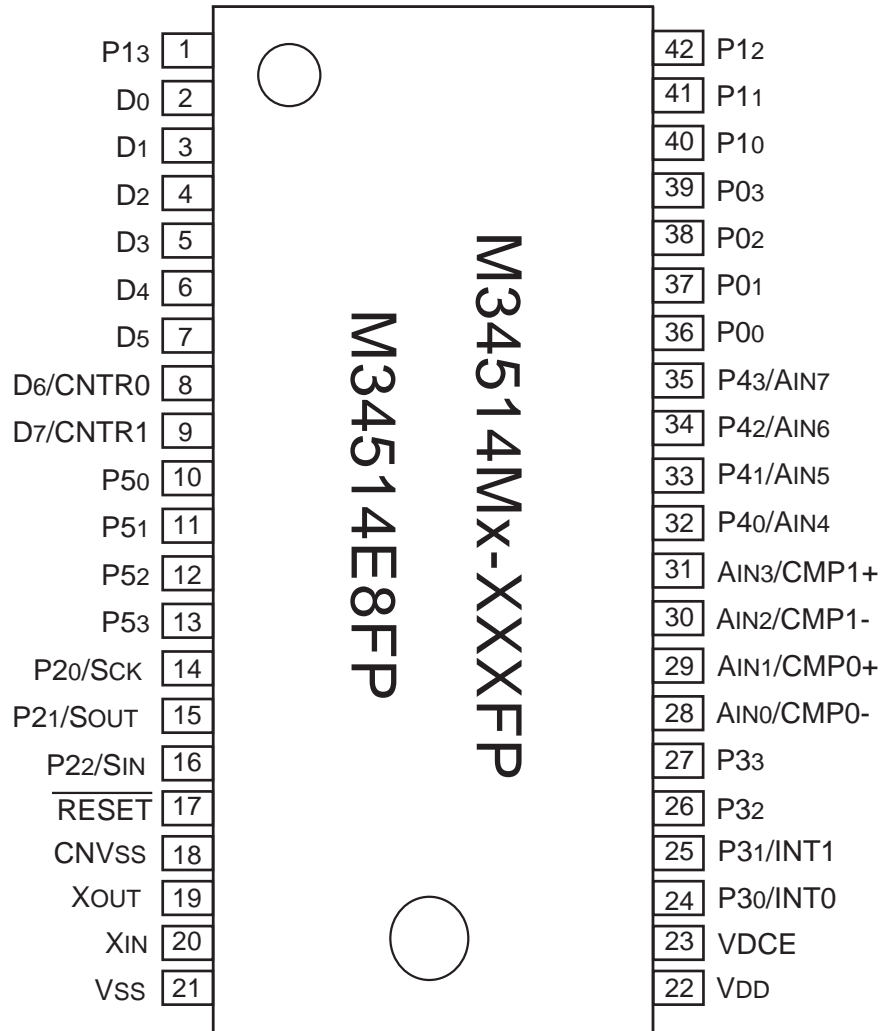 P13 1
D0 2
D1 3
D2 4
D3 5
D4 6
D5 7
D6/CNTR0 8
D7/CNTR1 9
P50 10
P51 11
P52 12
P53 13
P20/SCK 14
P21/SOUT 15
P22/SIN 16
RESET 17
CNVSS 18
XOUT 19
XIN 20
VSS 21
M34514Mx-XXXFP
M34514E8FP
42 P12
41 P11
40 P10
39 P03
38 P02
37 P01
36 P00
35 P43/AIN7
34 P42/AIN6
33 P41/AIN5
32 P40/AIN4
31 AIN3/CMP1+
30 AIN2/CMP1-
29 AIN1/CMP0+
28 AIN0/CMP0-
27 P33
26 P32
25 P31/INT1
24 P30/INT0
23 VDCE
22 VDD